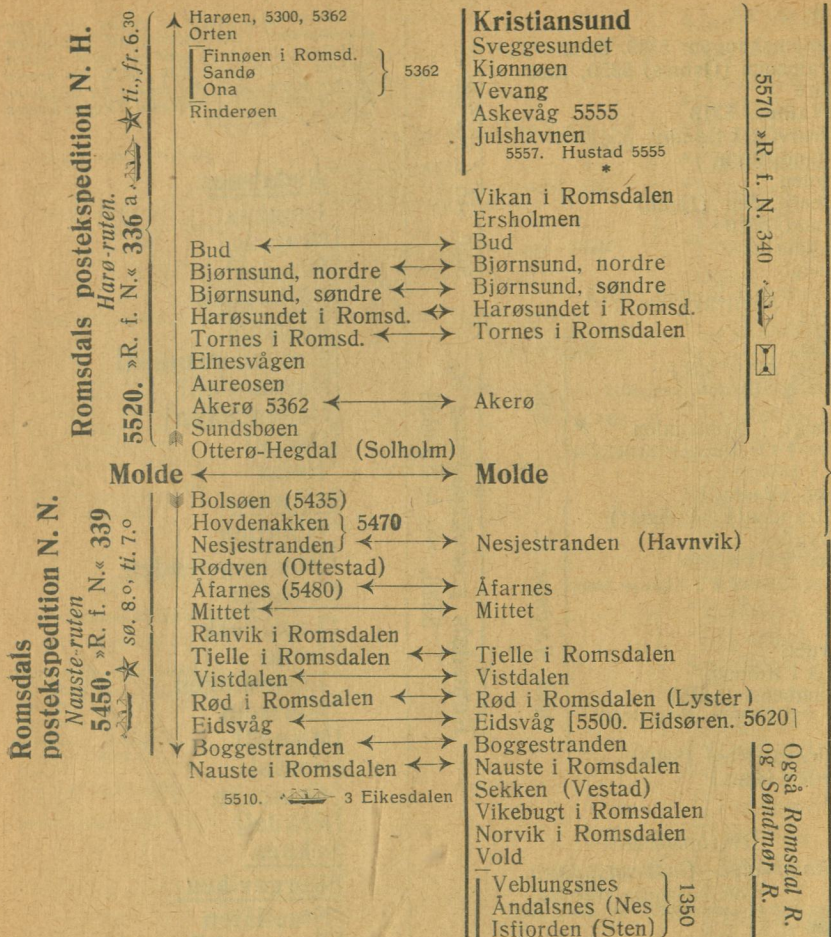 Romsdals postekspedition N. H.
Harø-ruten.
5520. »R. f. N.« 336 a ti., fr. 6.30
Harøen, 5300, 5362
Orten
Finnøen i Romsd.
Sandø
Ona
5362
Rinderøen
Bud
Bjørnsund, nordre
Bjørnsund, søndre
Harøsundet i Romsd.
Tornes i Romsd.
Elnesvågen
Aureosen
Akerø 5362
Sundsbøen
Otterø-Hegdal (Solholm)
Molde
Romsdals
postekspedition N. N.
Nauste-ruten
5450. »R. f. N.« 339
sø. 8.0, ti. 7.0
Bolsøen (5435)
Hovdenakken
Nesjestranden
5470
Rødven (Ottestad)
Åfarnes (5480)
Mittet
Ranvik i Romsdalen
Tjelle i Romsdalen
Vistdalen
Rød i Romsdalen
Eidsvåg
Boggestranden
Nauste i Romsdalen
5510. 3 Eikesdalen
Kristiansund
Sveggesundet
Kjønnøen
Vevang
Askevåg 5555
Julshavnen
5557. Hustad 5555
*
Vikan i Romsdalen
Ersholmen
Bud
Bjørnsund, nordre
Bjørnsund, søndre
Harøsundet i Romsd.
Tornes i Romsdalen
Akerø
5570 »R. f. N. 340
Molde
Nesjestranden (Havnvik)
Åfarnes
Mittet
Tjelle i Romsdalen
Vistdalen
Rød i Romsdalen (Lyster)
Eidsvåg [5500. Eidsøren. 5620]
Boggestranden
Nauste i Romsdalen
Sekken (Vestad)
Vikebugt i Romsdalen
Norvik i Romsdalen
Vold
Veblungsnes
Åndalsnes (Nes
Isfjorden (Sten)
1350
Også Romsdal R.
og Søndmør R.